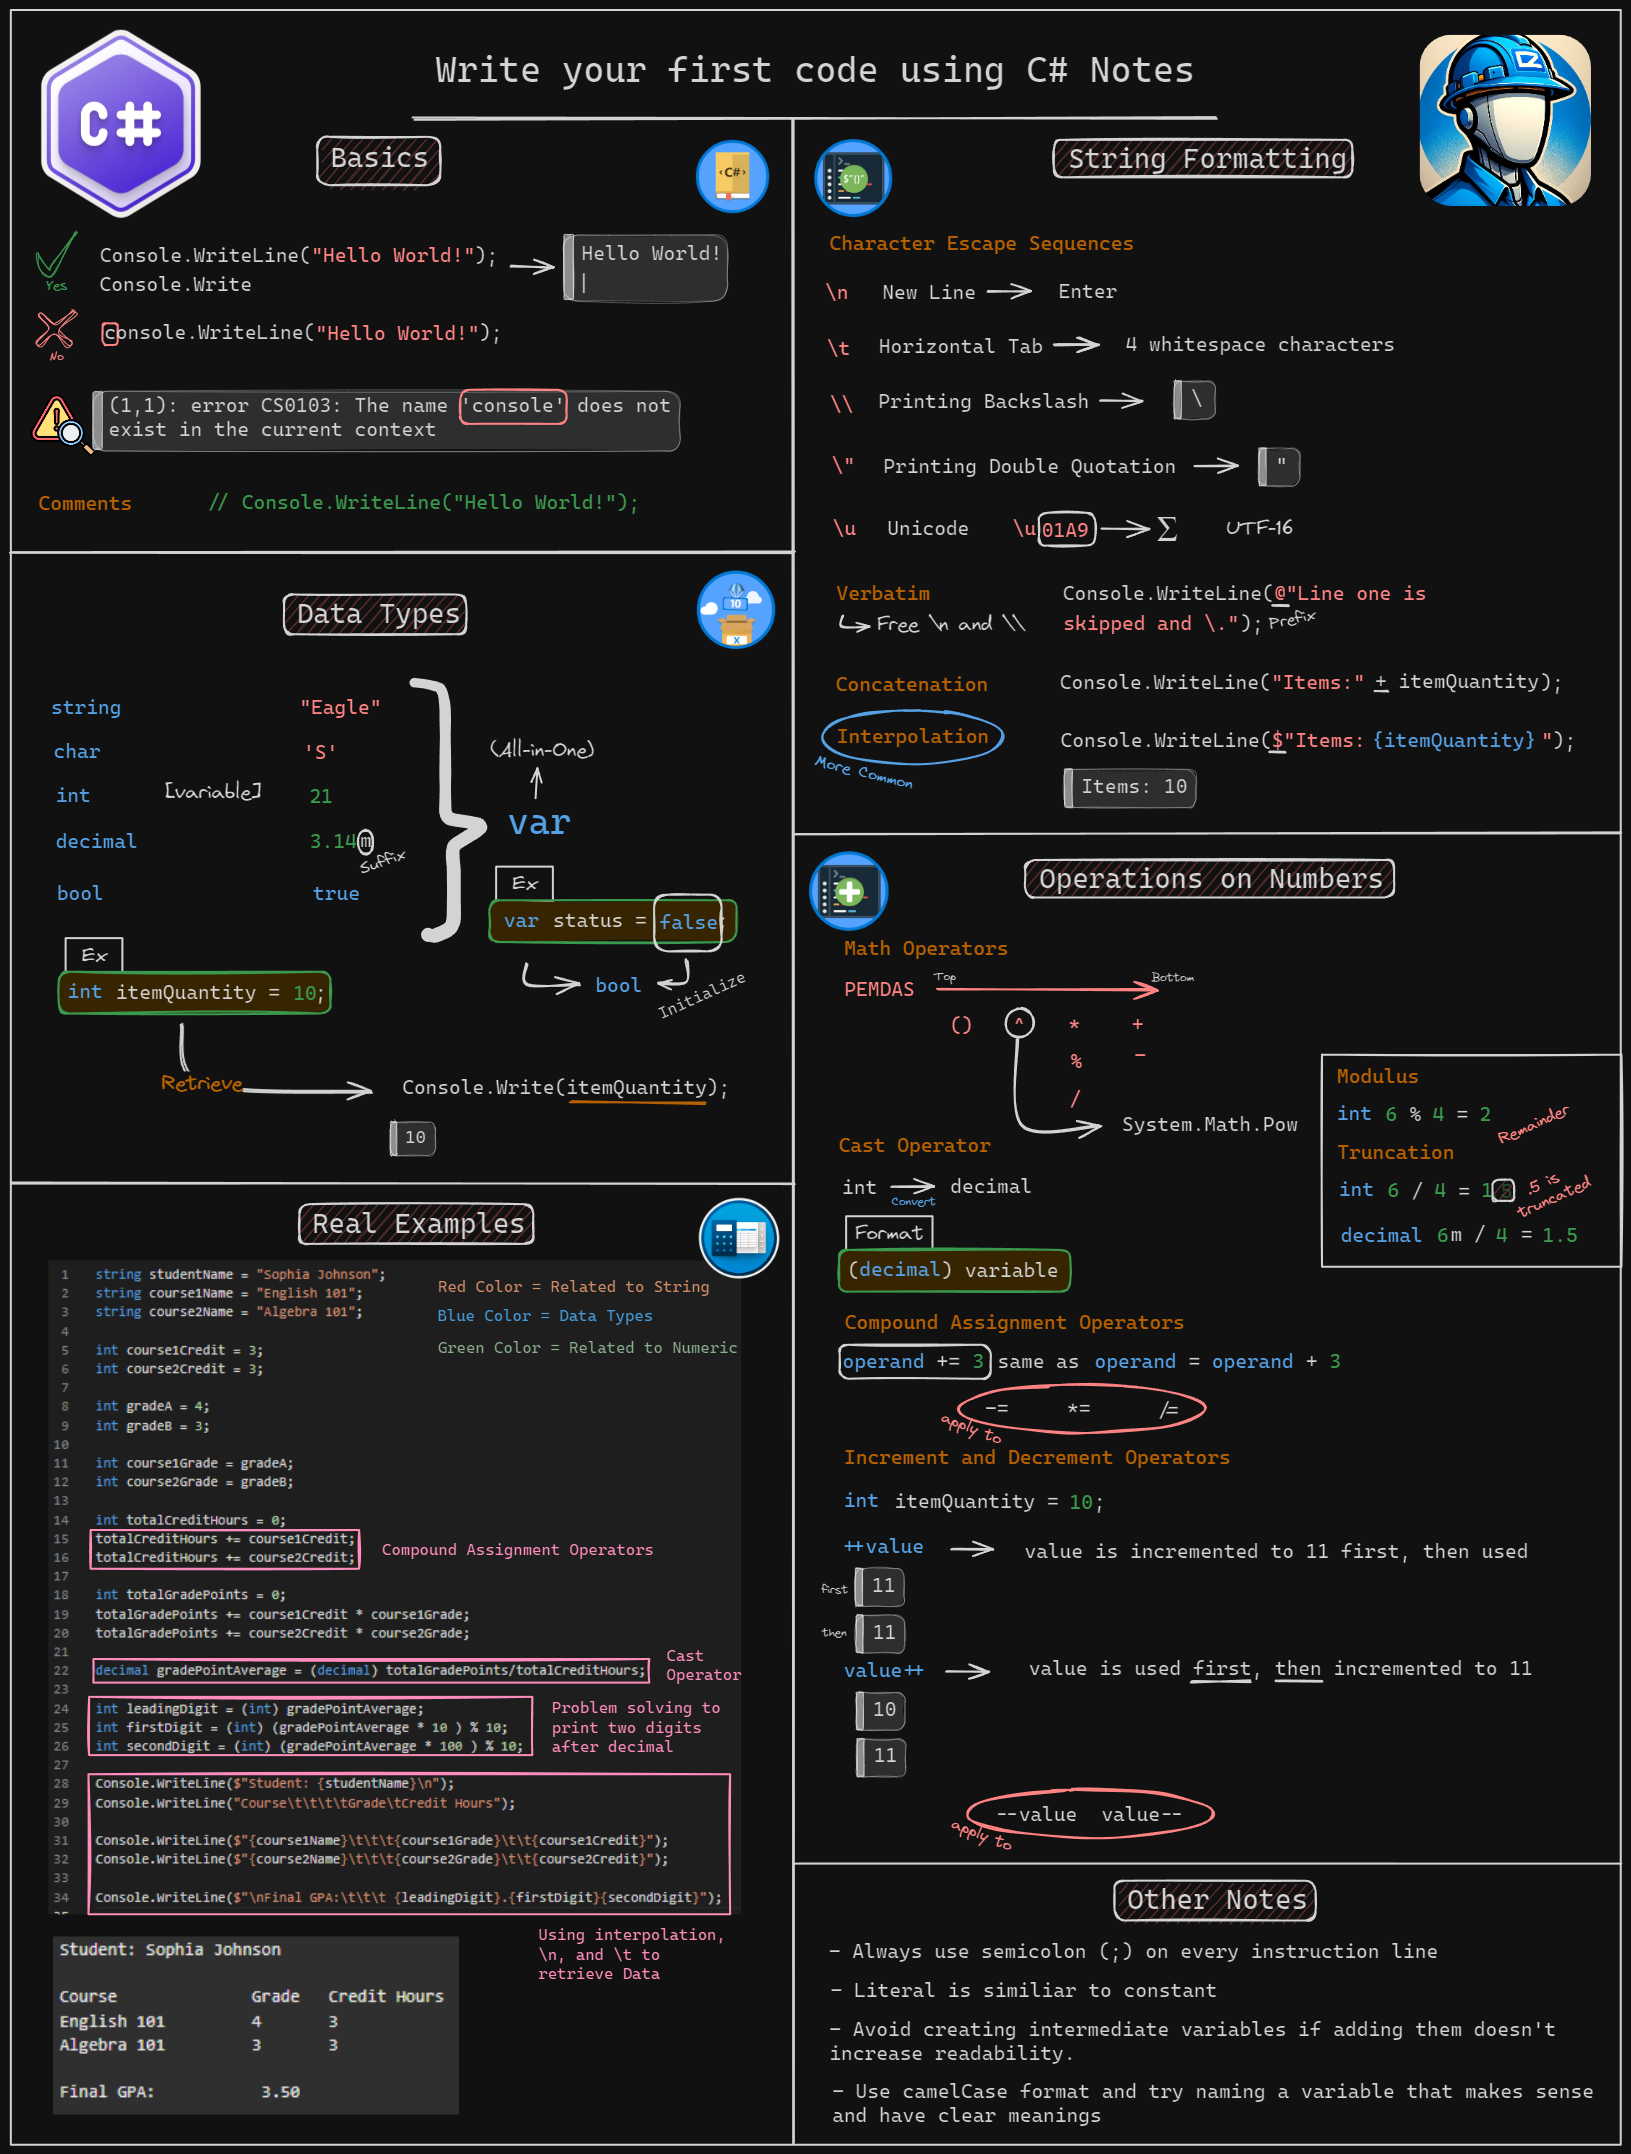 C#
Write your first code using C# Notes
Basics
<C#>
Yes
Console.WriteLine("Hello World!");
Console.Write
Hello World!
|
No
console.WriteLine("Hello World!");
(1,1): error CS0103: The name 'console' does not
exist in the current context
Comments
// Console.WriteLine("Hello World!");
Data Types
10
x
string "Eagle"
char 'S'
int [variable] 21
decimal 3.14m
Suffix
bool true
(All-in-One)
var
Ex
var status = false;
bool
Initialize
Ex
int itemQuantity = 10;
Retrieve
Console.Write(itemQuantity);
10
Real Examples
Red Color = Related to String
Blue Color = Data Types
Green Color = Related to Numeric
1 string studentName = "Sophia Johnson";
2 string course1Name = "English 101";
3 string course2Name = "Algebra 101";
4
5 int course1Credit = 3;
6 int course2Credit = 3;
7
8 int gradeA = 4;
9 int gradeB = 3;
10
11 int course1Grade = gradeA;
12 int course2Grade = gradeB;
13
14 int totalCreditHours = 0;
15 totalCreditHours += course1Credit;
16 totalCreditHours += course2Credit;
Compound Assignment Operators
17
18 int totalGradePoints = 0;
19 totalGradePoints += course1Credit * course1Grade;
20 totalGradePoints += course2Credit * course2Grade;
21
22 decimal gradePointAverage = (decimal) totalGradePoints/totalCreditHours;
Cast
Operator
23
24 int leadingDigit = (int) gradePointAverage;
25 int firstDigit = (int) (gradePointAverage * 10 ) % 10;
26 int secondDigit = (int) (gradePointAverage * 100 ) % 10;
Problem solving to
print two digits
after decimal
27
28 Console.WriteLine($"Student: {studentName}\n");
29 Console.WriteLine("Course\t\t\t\tGrade\tCredit Hours");
30
31 Console.WriteLine($"{course1Name}\t\t\t{course1Grade}\t\t{course1Credit}");
32 Console.WriteLine($"{course2Name}\t\t\t{course2Grade}\t\t{course2Credit}");
33
34 Console.WriteLine($"\nFinal GPA:\t\t\t {leadingDigit}.{firstDigit}{secondDigit}");
Using interpolation,
\n, and \t to
retrieve Data
Student: Sophia Johnson
Course Grade Credit Hours
English 101 4 3
Algebra 101 3 3
Final GPA: 3.50
String Formatting
$"{}"
Character Escape Sequences
\n New Line Enter
\t Horizontal Tab 4 whitespace characters
\\ Printing Backslash \
\" Printing Double Quotation "
\u Unicode \u01A9 Σ UTF-16
Verbatim
Free \n and \\
Console.WriteLine(@"Line one is
skipped and \.");
Prefix
Concatenation
Console.WriteLine("Items:" + itemQuantity);
Interpolation
More Common
Console.WriteLine($"Items: {itemQuantity} ");
Items: 10
Operations on Numbers
Math Operators
PEMDAS
Top Bottom
() ^ * +
% -
/
System.Math.Pow
Modulus
int 6 % 4 = 2
Remainder
Truncation
int 6 / 4 = 1.5
.5 is
truncated
decimal 6m / 4 = 1.5
Cast Operator
int decimal
Convert
Format
(decimal) variable
Compound Assignment Operators
operand += 3 same as operand = operand + 3
-= *= /=
apply to
Increment and Decrement Operators
int itemQuantity = 10;
++value value is incremented to 11 first, then used
first 11
then 11
value++ value is used first, then incremented to 11
10
11
--value value--
apply to
Other Notes
- Always use semicolon (;) on every instruction line
- Literal is similiar to constant
- Avoid creating intermediate variables if adding them doesn't
increase readability.
- Use camelCase format and try naming a variable that makes sense
and have clear meanings